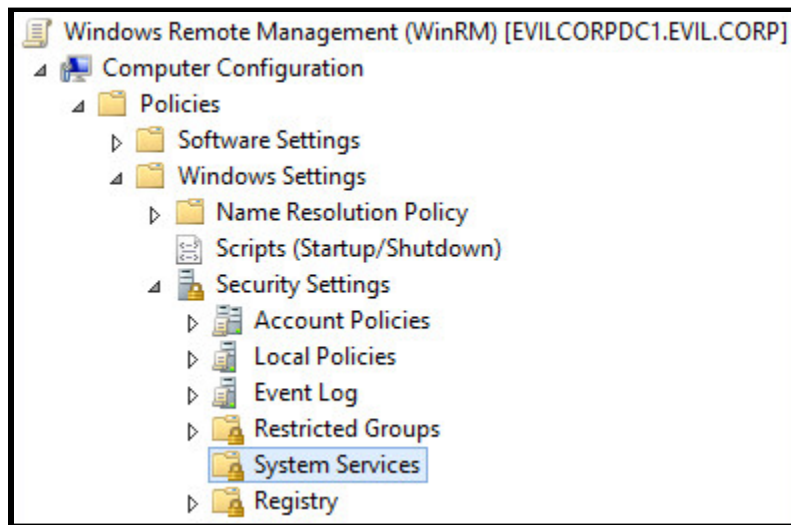 Windows Remote Management (WinRM) [EVILCORPDC1.EVIL.CORP]
Computer Configuration
Policies
Software Settings
Windows Settings
Name Resolution Policy
Scripts (Startup/Shutdown)
Security Settings
Account Policies
Local Policies
Event Log
Restricted Groups
System Services
Registry